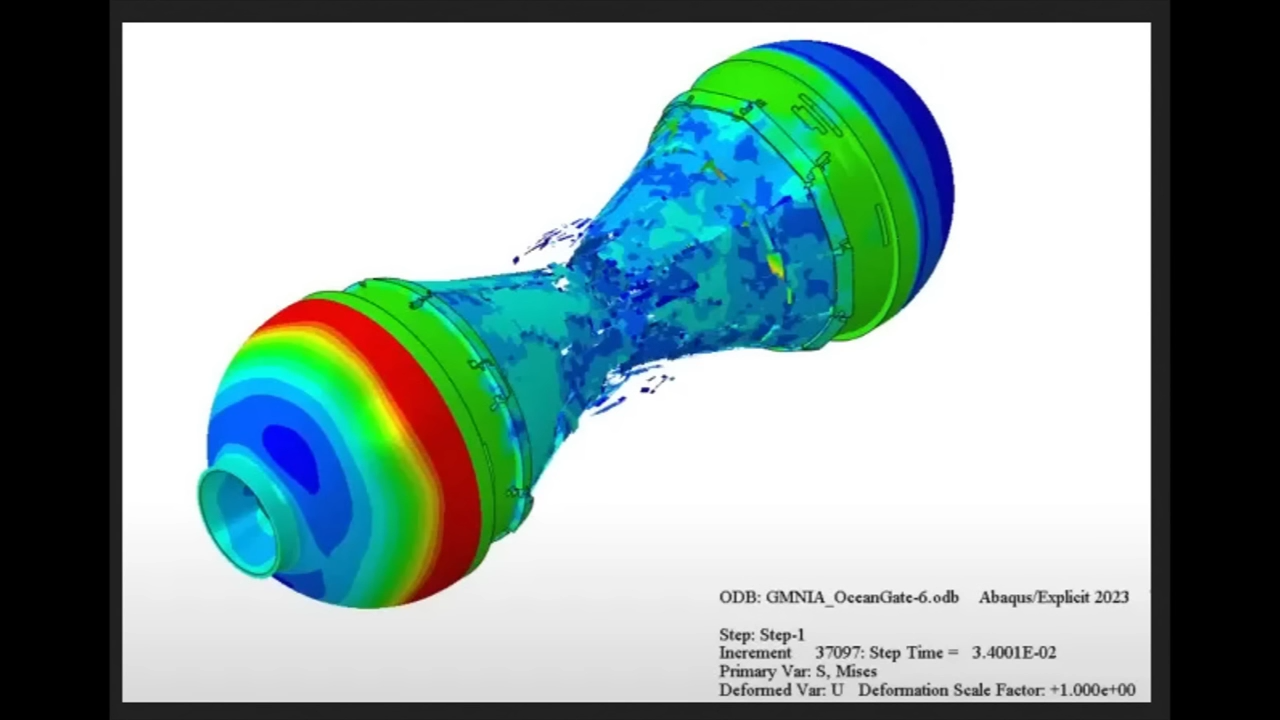 ODB: GMNIA_OceanGate-6.odb Abaqus/Explicit 2023
Step: Step-1
Increment 37097: Step Time = 3.4001E-02
Primary Var: S, Mises
Deformed Var: U Deformation Scale Factor: +1.000e+00